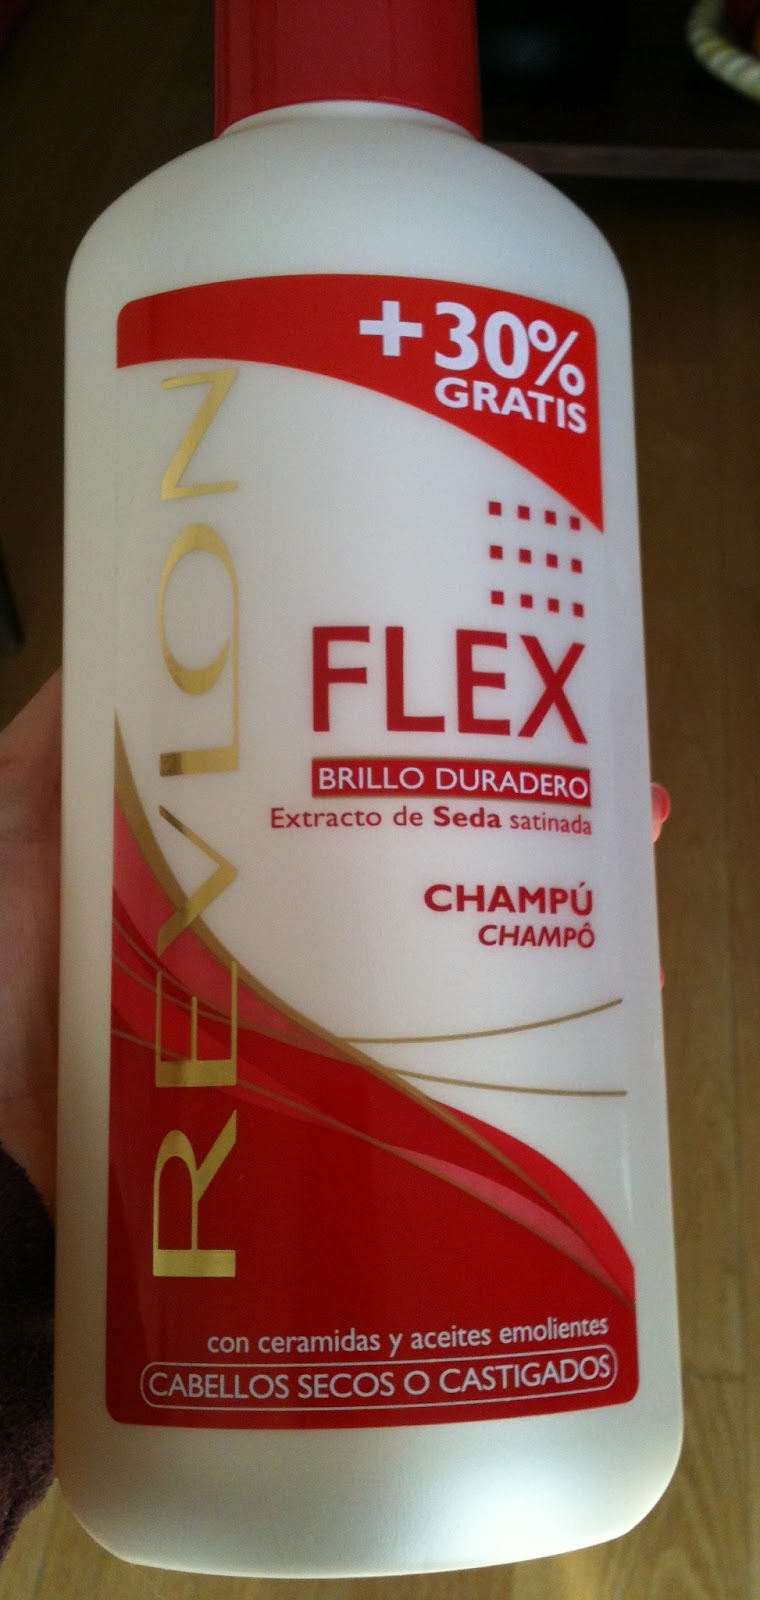 +30%
GRATIS
REVLON
FLEX
BRILLO DURADERO
Extracto de Seda satinada
CHAMPÚ
CHAMPÔ
con ceramidas y aceites emolientes
CABELLOS SECOS O CASTIGADOS